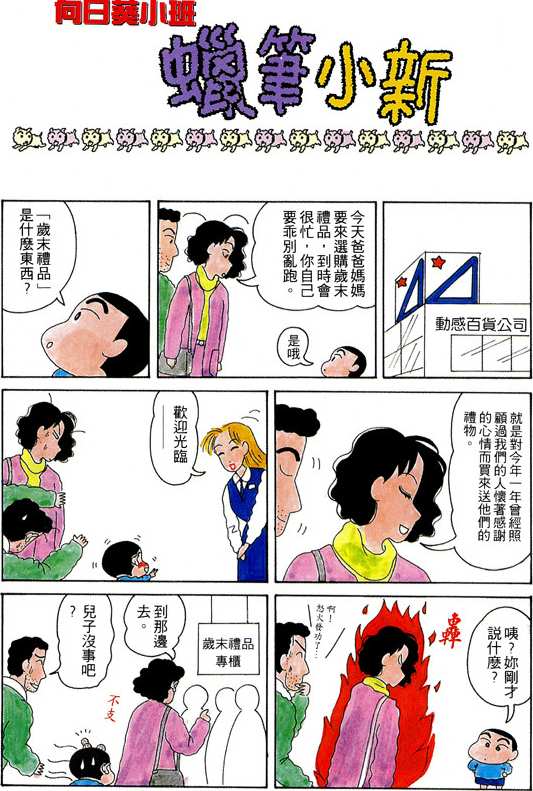 向日葵小班
蠟筆小新
動感百貨公司
今天爸爸媽媽
要來選購歲末
禮品，到時會
很忙，你自己
要乖別亂跑。
是哦
「歲末禮品」
是什麼東西？
就是對今年一年曾經照
顧過我們的人懷著感謝
的心情而買來送他們的
禮物。
歡迎光臨
咦？妳剛才
說什麼？
轟
啊！
怒火發功了…
歲末禮品
專櫃
到那邊
去。
不支
兒子沒事吧
？